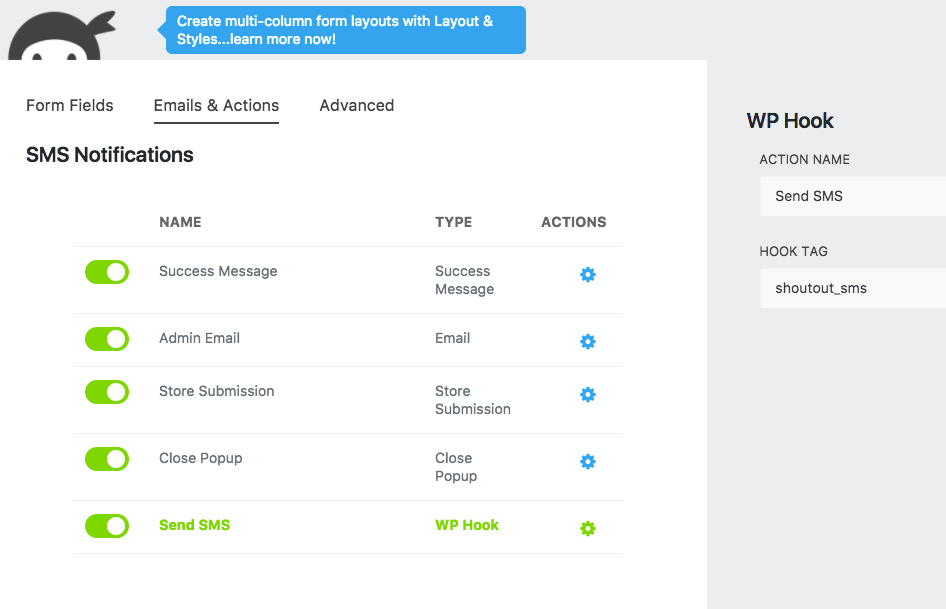 Create multi-column form layouts with Layout &
Styles...learn more now!
Form Fields
Emails & Actions
Advanced
SMS Notifications
NAME
TYPE
ACTIONS
Success Message
Success
Message
Admin Email
Email
Store Submission
Store
Submission
Close Popup
Close
Popup
Send SMS
WP Hook
WP Hook
ACTION NAME
Send SMS
HOOK TAG
shoutout_sms